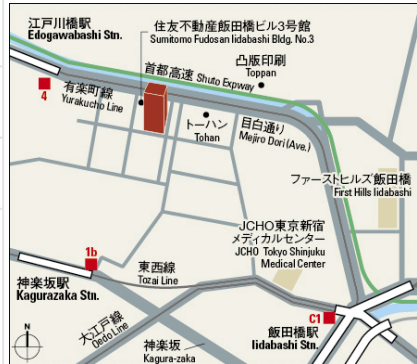 江戸川橋駅
Edogawabashi Stn.
住友不動産飯田橋ビル3号館
Sumitomo Fudosan Iidabashi Bldg. No.3
凸版印刷
Toppan
首都高速 Shuto Expway
4
有楽町線
Yurakucho Line
トーハン
Tohan
目白通り
Mejiro Dori (Ave.)
ファーストヒルズ飯田橋
First Hills Iidabashi
JCHO東京新宿
メディカルセンター
JCHO Tokyo Shinjuku
Medical Center
1b
東西線
Tozai Line
神楽坂駅
Kagurazaka Stn.
C1
飯田橋駅
Iidabashi Stn.
大江戸線
Oedo Line
神楽坂
Kagura-zaka
N